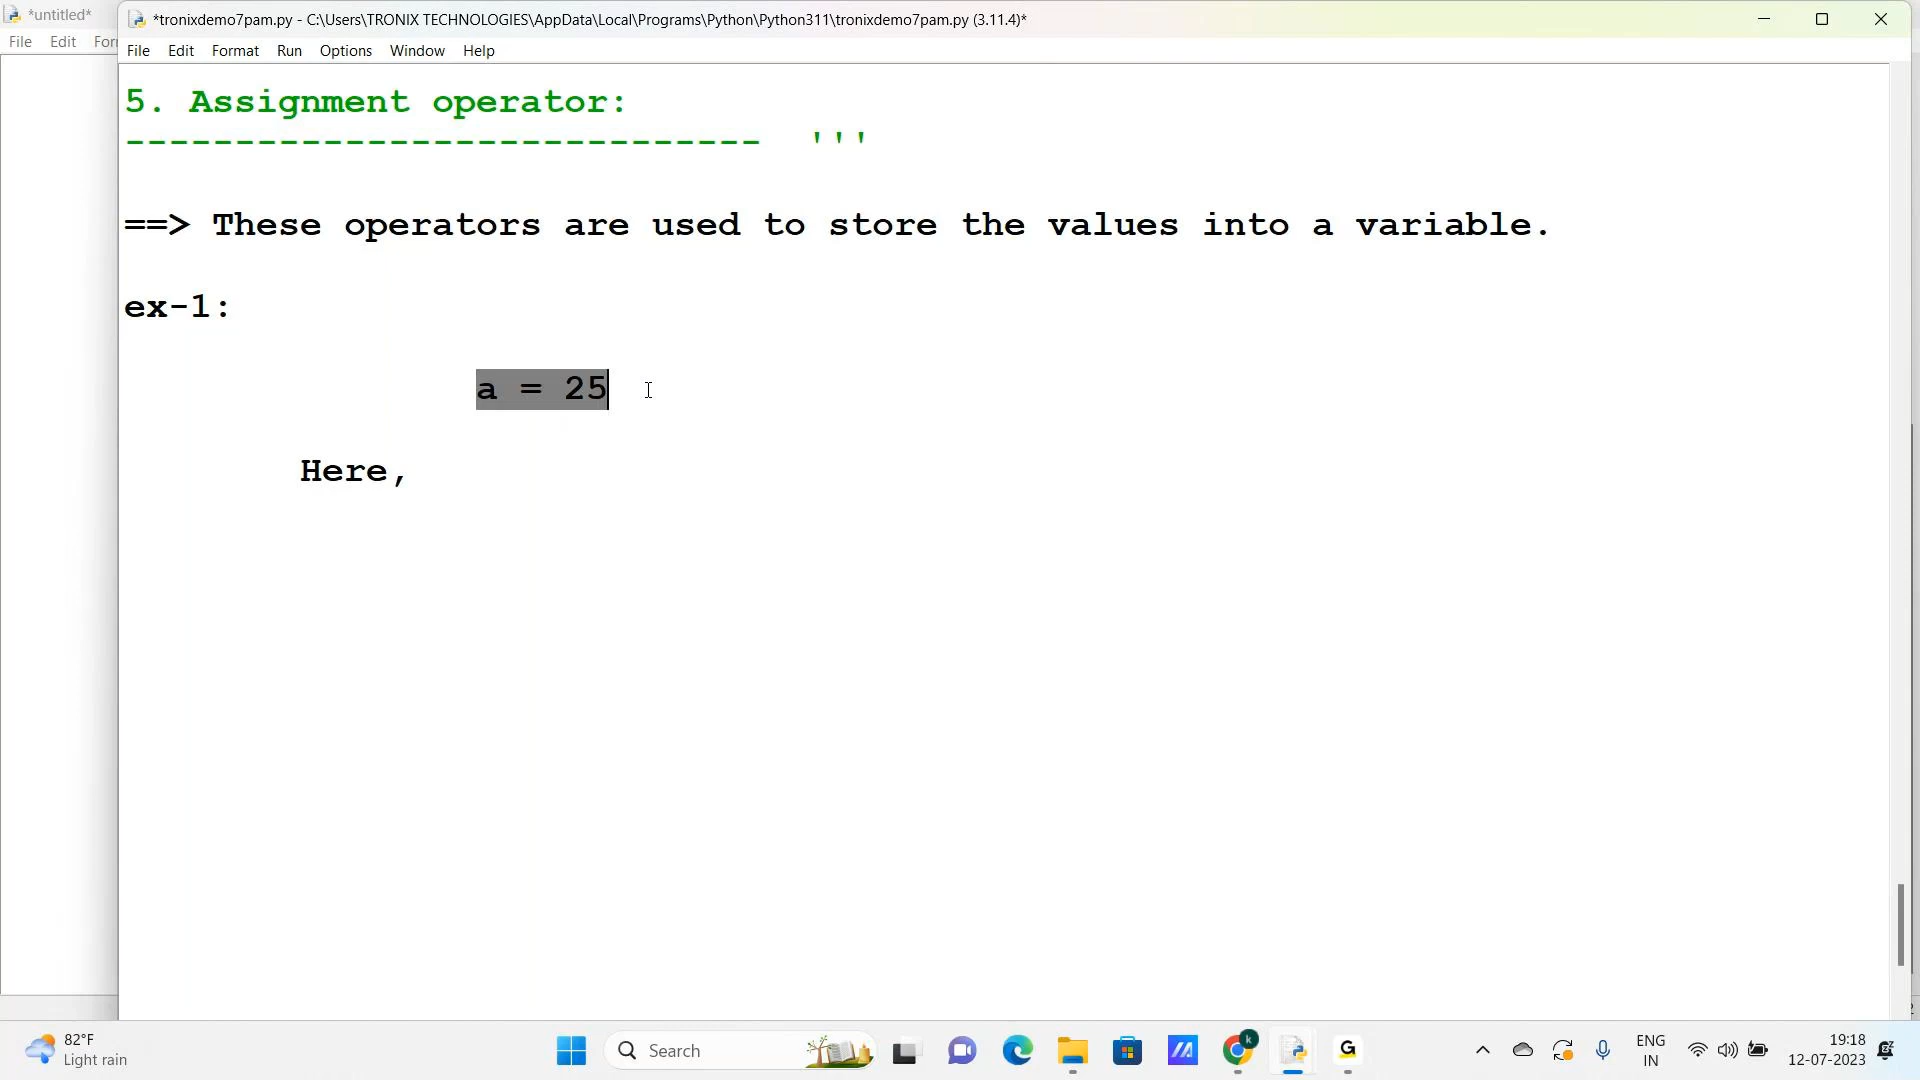 *untitled*
File Edit
*tronixdemo7pam.py - C:\Users\TRONIX TECHNOLOGIES\AppData\Local\Programs\Python\Python311\tronixdemo7pam.py (3.11.4)*
File Edit Format Run Options Window Help
5. Assignment operator:
----------------------------- '''
==> These operators are used to store the values into a variable.
ex-1:
a = 25
Here,
82°F
Light rain
Search
ENG
IN
19:18
12-07-2023